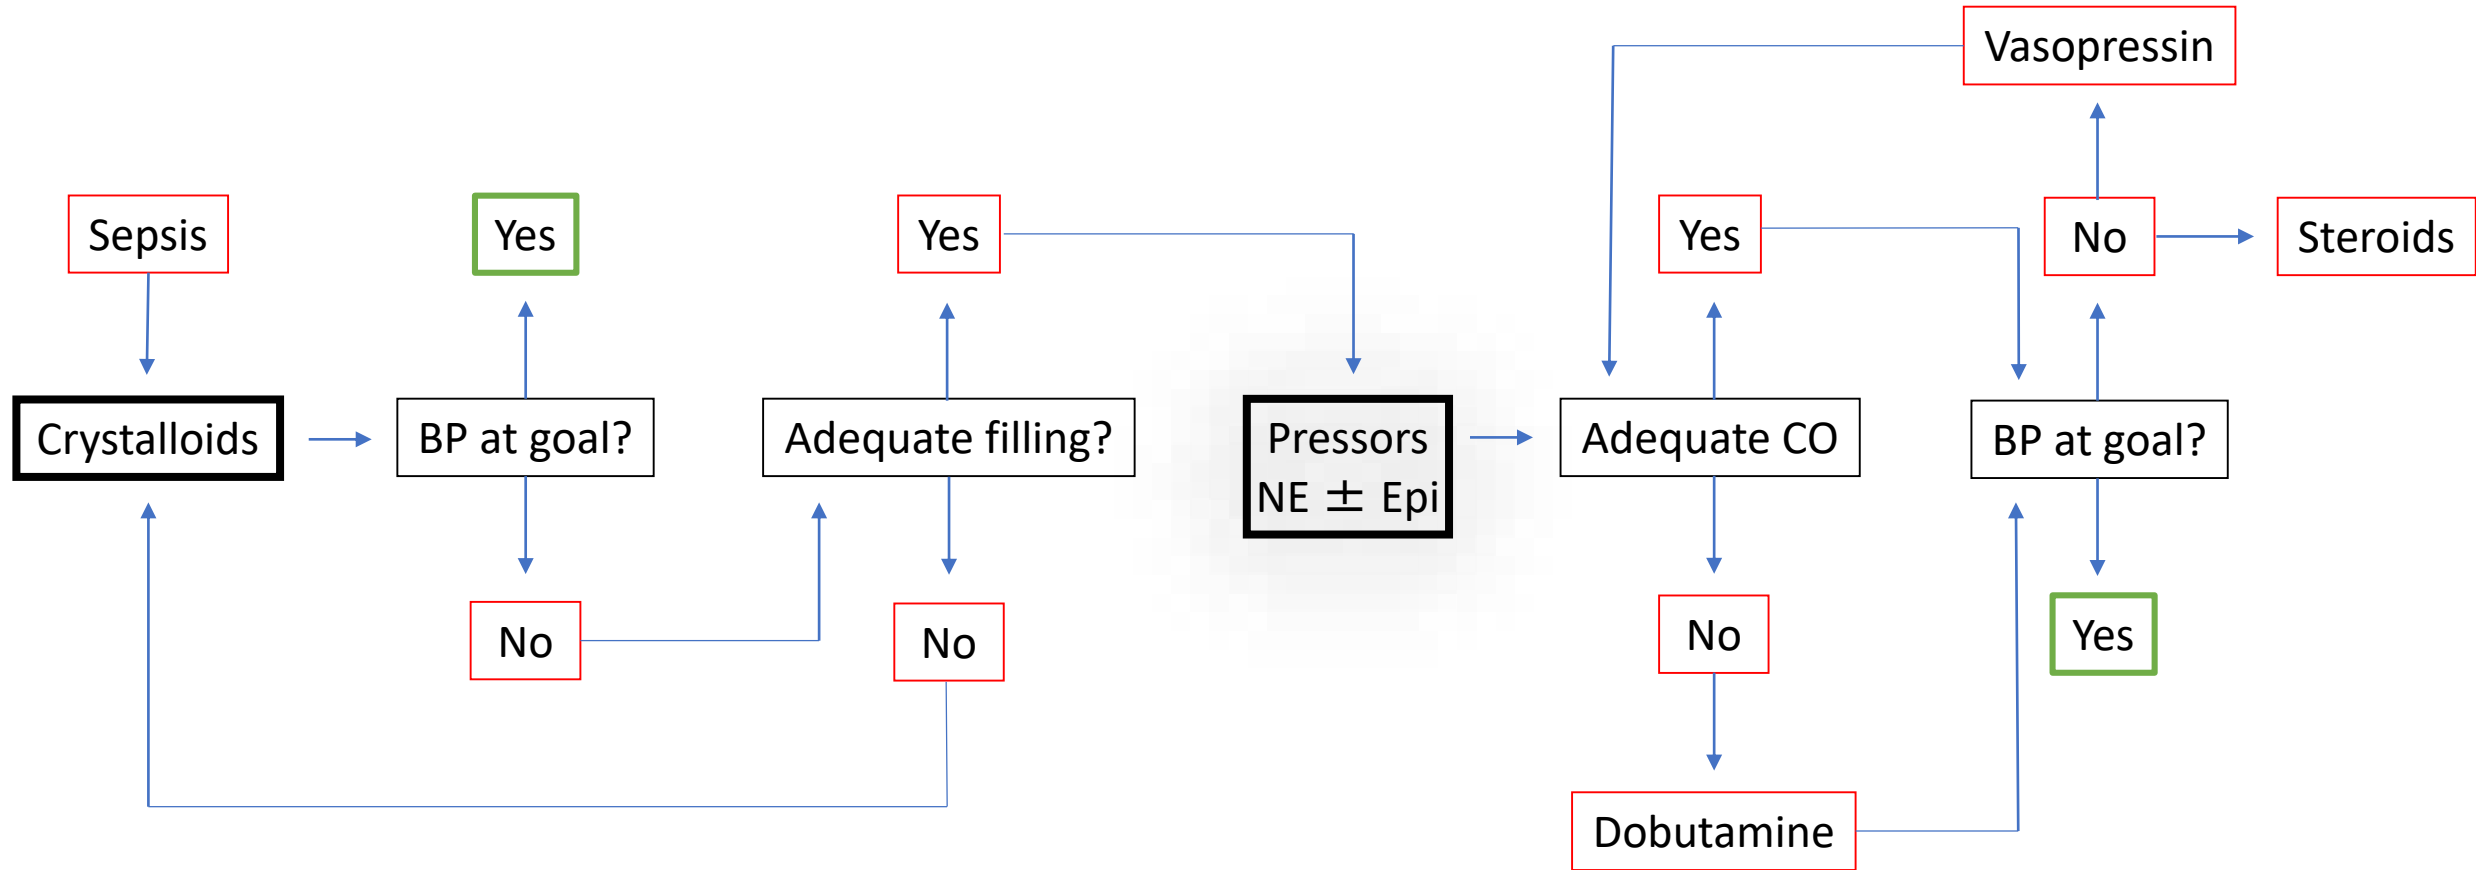 Vasopressin
Sepsis
Yes
Yes
Yes
No
Steroids
Crystalloids
BP at goal?
Adequate filling?
Pressors
NE ± Epi
Adequate CO
BP at goal?
No
No
No
Yes
Dobutamine